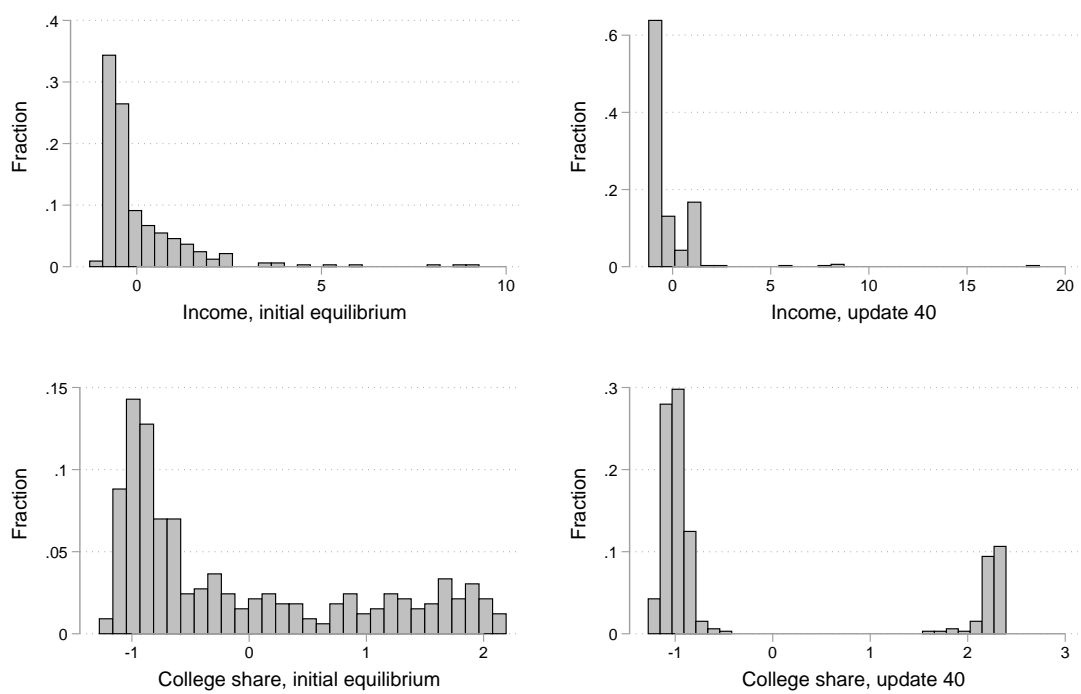 .4
.3
.2
.1
0
Fraction
0 5 10
Income, initial equilibrium
.6
.4
.2
0
Fraction
0 5 10 15 20
Income, update 40
.15
.1
.05
0
Fraction
-1 0 1 2
College share, initial equilibrium
.3
.2
.1
0
Fraction
-1 0 1 2 3
College share, update 40